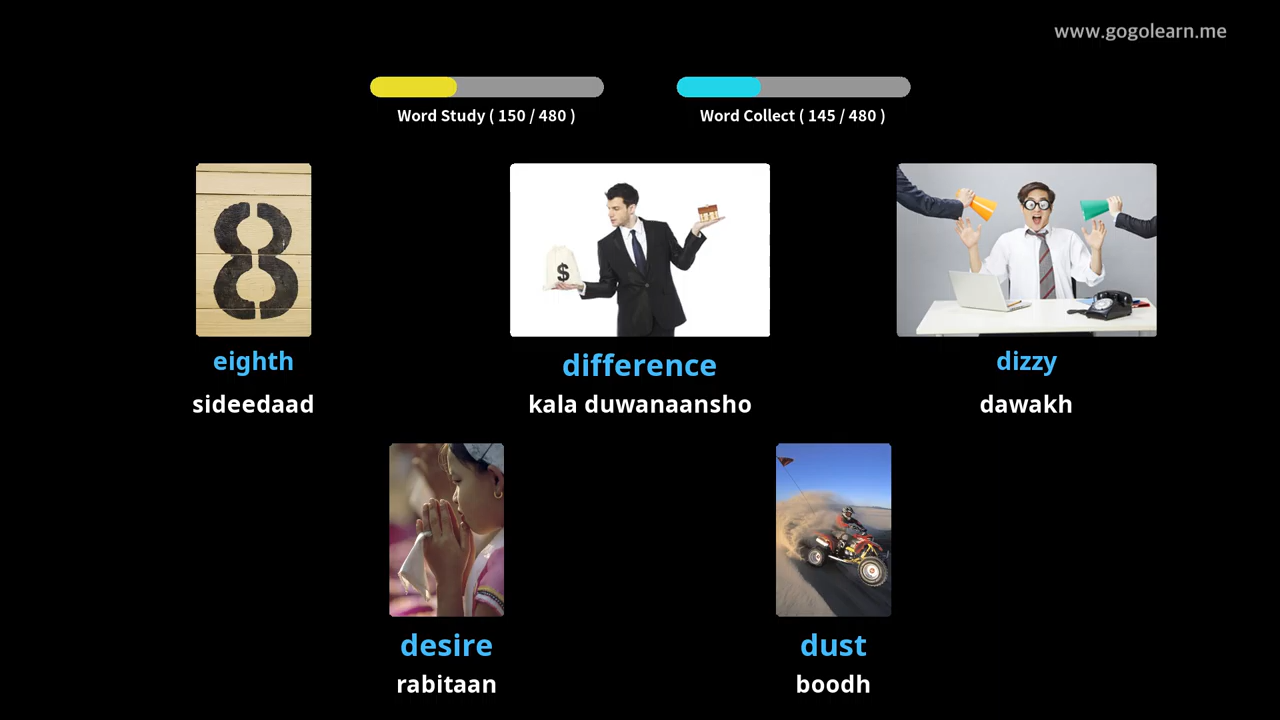 www.gogolearn.me
Word Study ( 150 / 480 )
Word Collect ( 145 / 480 )
8
$
eighth
sideedaad
difference
kala duwanaansho
dizzy
dawakh
desire
rabitaan
dust
boodh